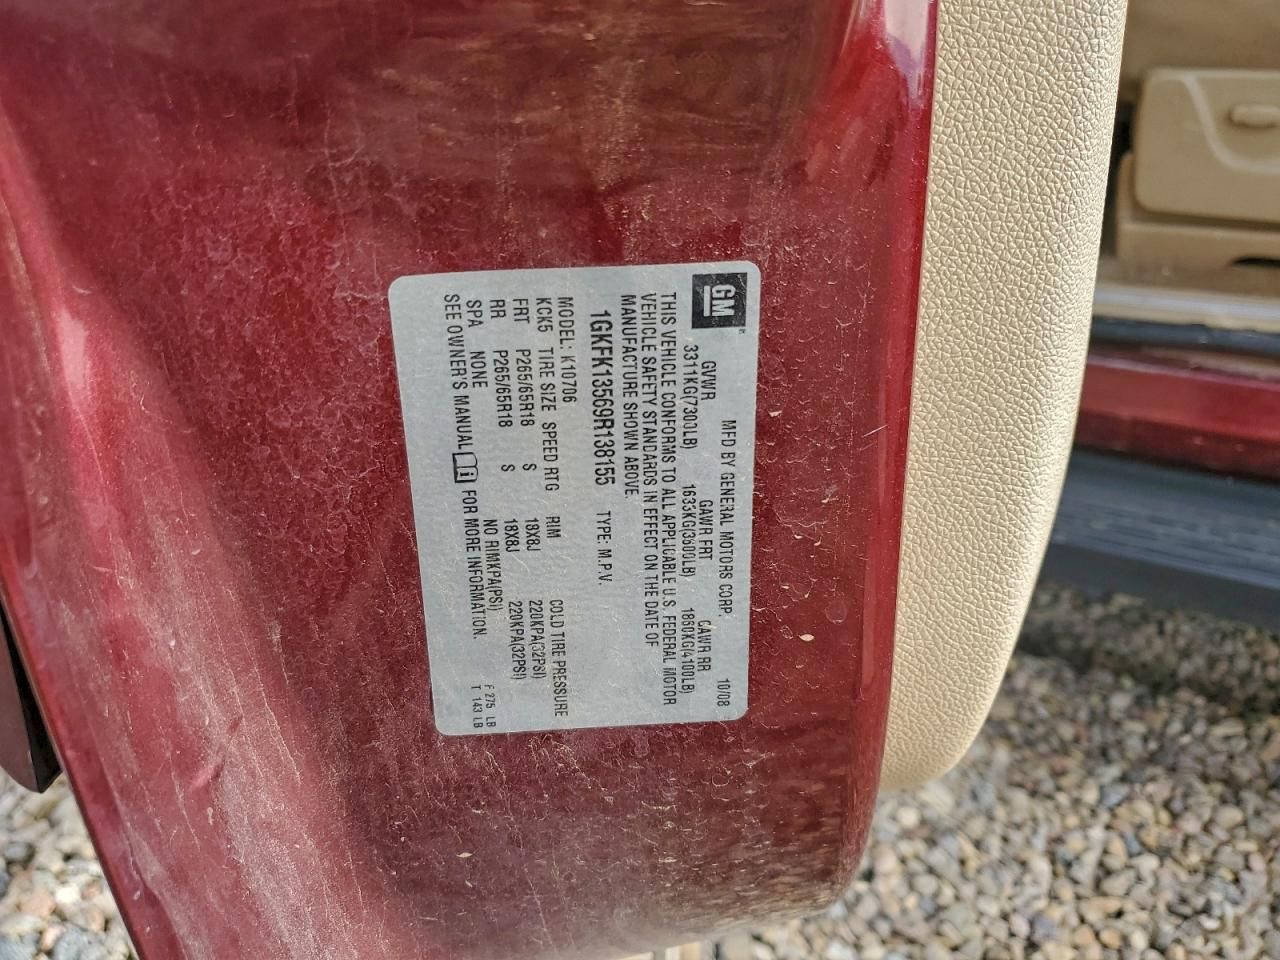 GM
MFD BY GENERAL MOTORS CORP. 10/08
GVWR GAWR FRT GAWR RR
3311KG(7300LB) 1633KG(3600LB) 1860KG(4100LB)
THIS VEHICLE CONFORMS TO ALL APPLICABLE U.S. FEDERAL MOTOR
VEHICLE SAFETY STANDARDS IN EFFECT ON THE DATE OF
MANUFACTURE SHOWN ABOVE.
1GKFK13569R138155 TYPE: M.P.V.
MODEL: K10706
KCK5 TIRE SIZE SPEED RTG RIM COLD TIRE PRESSURE
FRT P265/65R18 S 18X8J 220KPA(32PSI)
RR P265/65R18 S 18X8J 220KPA(32PSI)
SPA NONE NO RIMKPA(PSI)
SEE OWNER'S MANUAL FOR MORE INFORMATION.
F 275 LB
T 143 LB